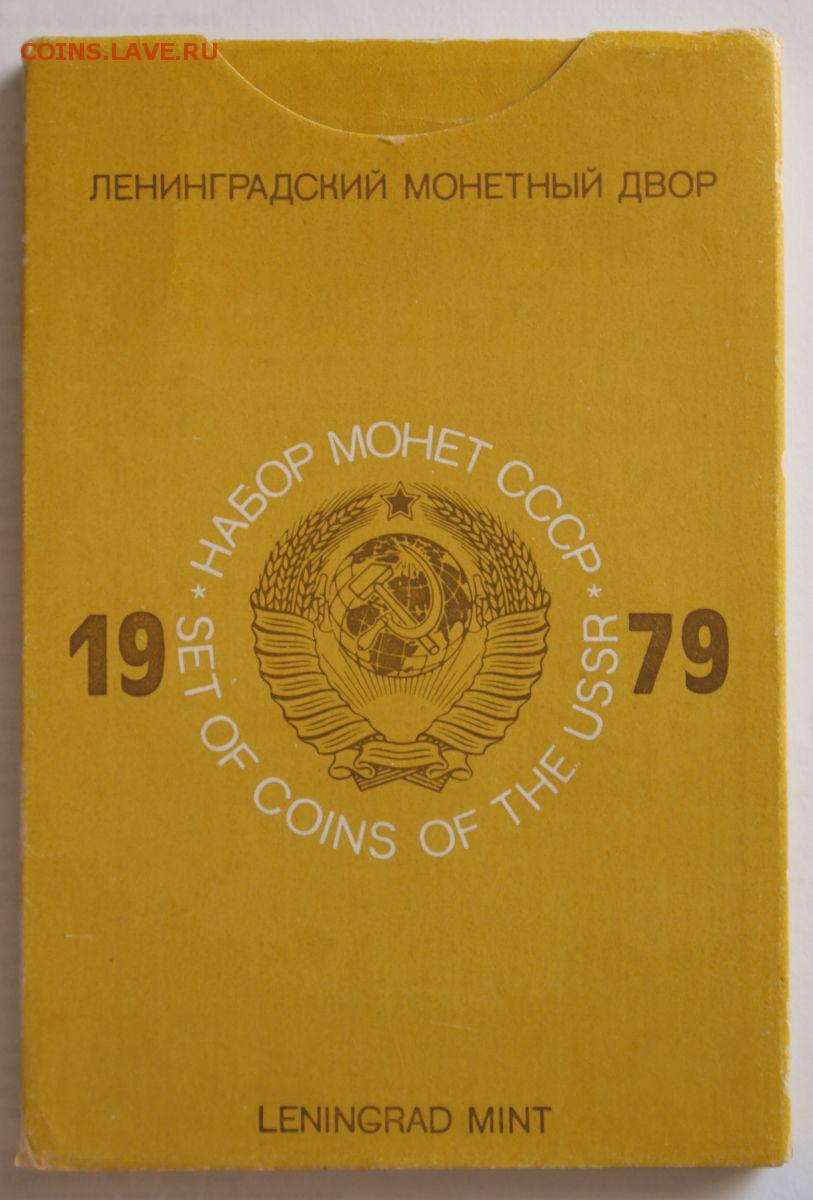 COINS.LAVE.RU
ЛЕНИНГРАДСКИЙ МОНЕТНЫЙ ДВОР
* НАБОР МОНЕТ СССР *
19 79
SET OF COINS OF THE USSR
LENINGRAD MINT